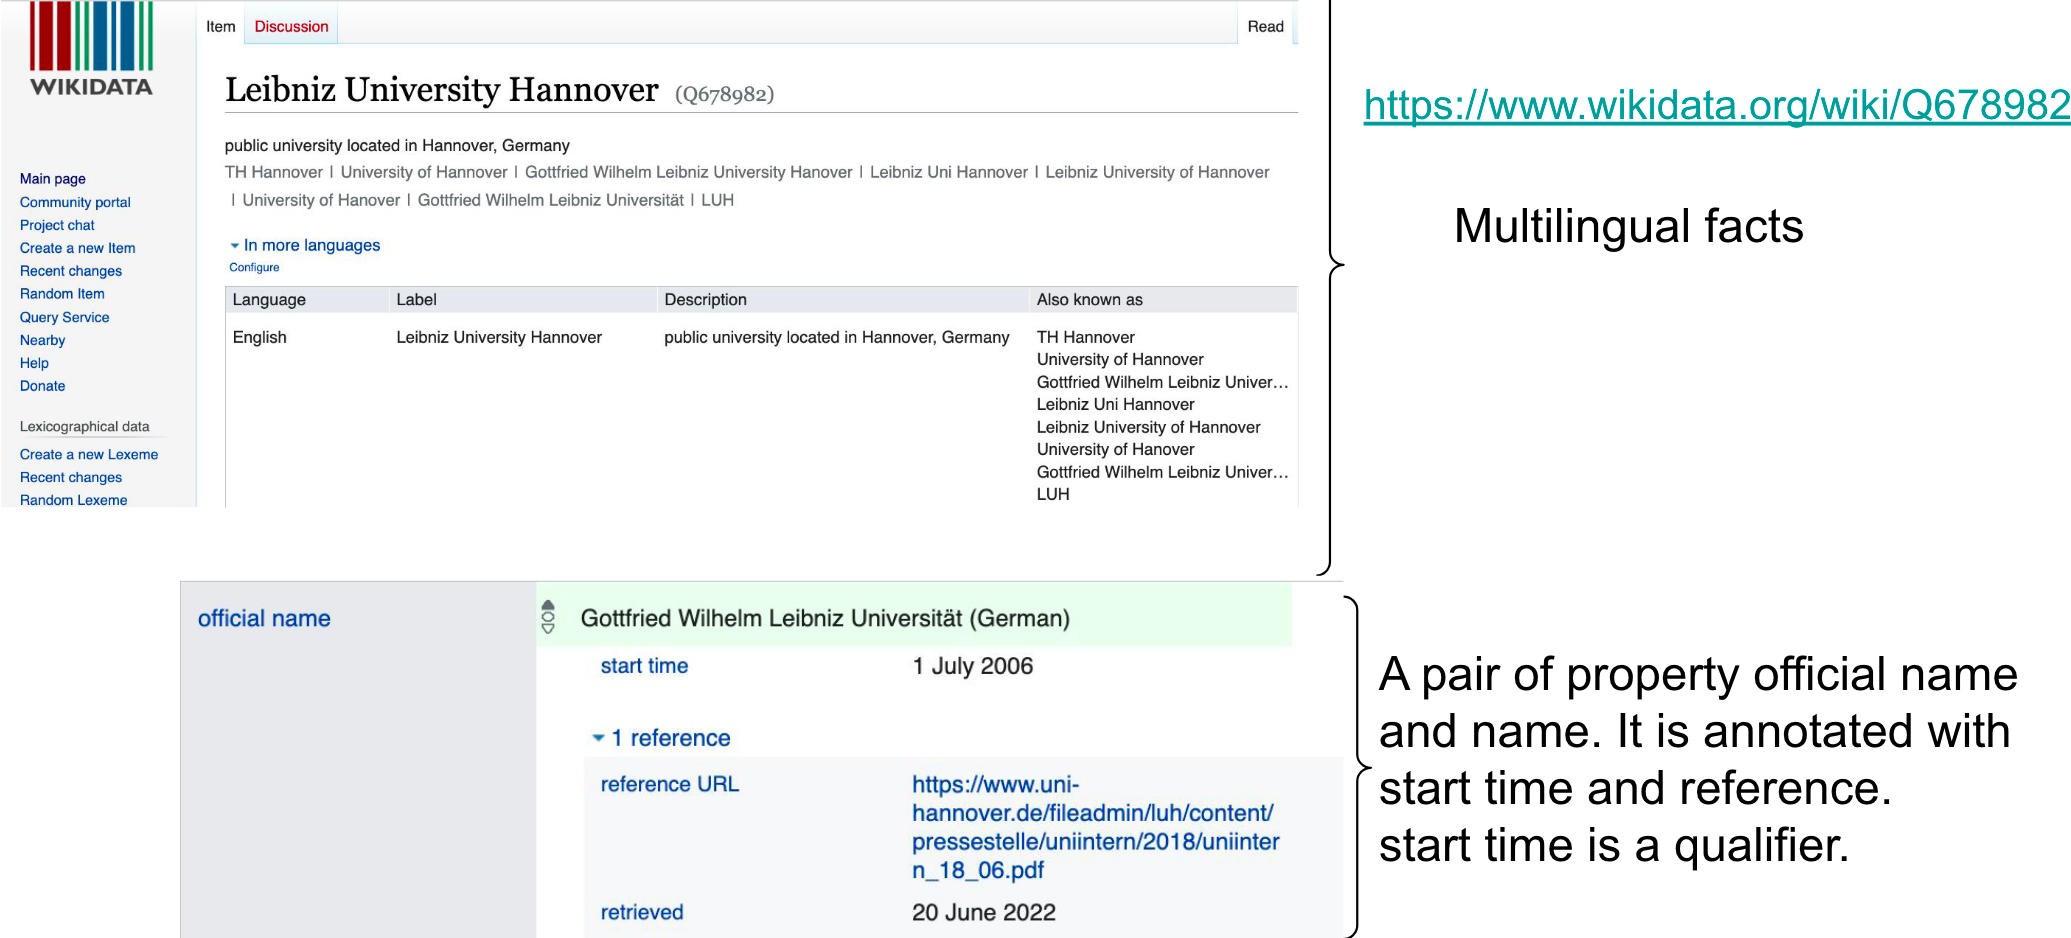 WIKIDATA
Item Discussion Read
Leibniz University Hannover (Q678982)
public university located in Hannover, Germany
TH Hannover | University of Hannover | Gottfried Wilhelm Leibniz University Hanover | Leibniz Uni Hannover | Leibniz University of Hannover
| University of Hanover | Gottfried Wilhelm Leibniz Universität | LUH
In more languages
Configure
Language Label Description Also known as
English Leibniz University Hannover public university located in Hannover, Germany TH Hannover
University of Hannover
Gottfried Wilhelm Leibniz Univer…
Leibniz Uni Hannover
Leibniz University of Hannover
University of Hanover
Gottfried Wilhelm Leibniz Univer…
LUH
Main page
Community portal
Project chat
Create a new Item
Recent changes
Random Item
Query Service
Nearby
Help
Donate
Lexicographical data
Create a new Lexeme
Recent changes
Random Lexeme
https://www.wikidata.org/wiki/Q678982
Multilingual facts
official name
Gottfried Wilhelm Leibniz Universität (German)
start time 1 July 2006
1 reference
reference URL https://www.uni-
hannover.de/fileadmin/luh/content/
pressestelle/uniintern/2018/uniinter
n_18_06.pdf
retrieved 20 June 2022
A pair of property official name
and name. It is annotated with
start time and reference.
start time is a qualifier.